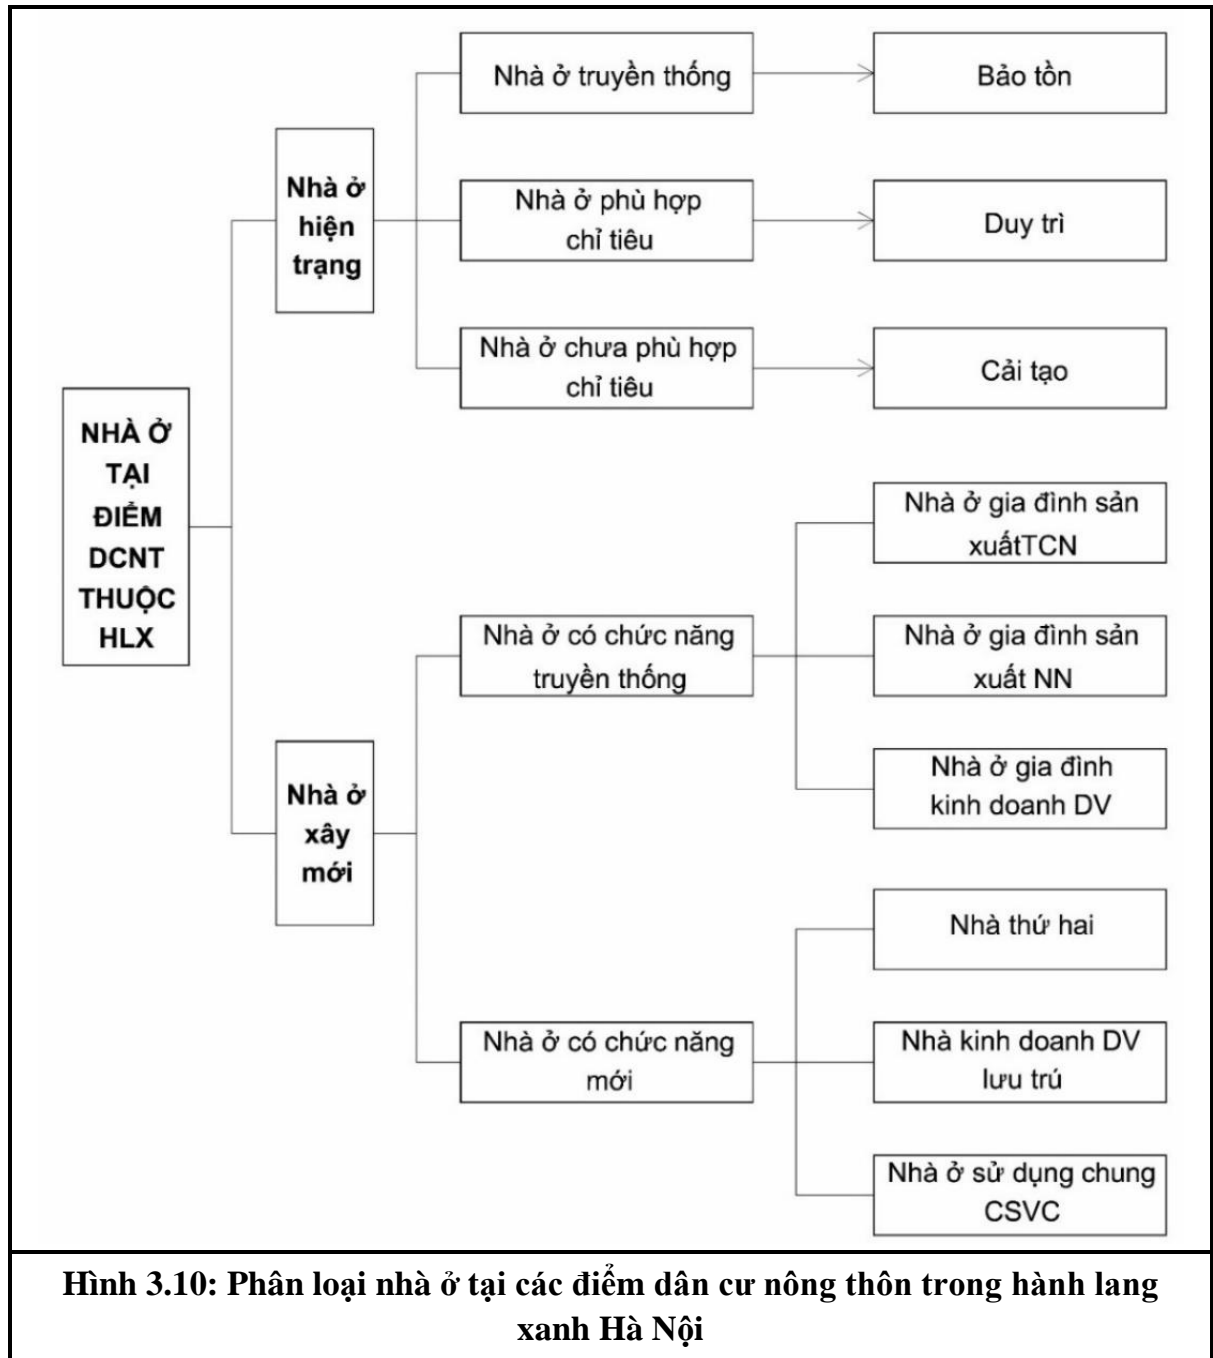 Nhà ở truyền thống
Bảo tồn
Nhà ở
hiện
trạng
Nhà ở phù hợp
chỉ tiêu
Duy trì
Nhà ở chưa phù hợp
chỉ tiêu
Cải tạo
NHÀ Ở
TẠI
ĐIỂM
DCNT
THUỘC
HLX
Nhà ở gia đình sản
xuấtTCN
Nhà ở có chức năng
truyền thống
Nhà ở gia đình sản
xuất NN
Nhà ở gia đình
kinh doanh DV
Nhà ở
xây
mới
Nhà thứ hai
Nhà ở có chức năng
mới
Nhà kinh doanh DV
lưu trú
Nhà ở sử dụng chung
CSVC
Hình 3.10: Phân loại nhà ở tại các điểm dân cư nông thôn trong hành lang
xanh Hà Nội